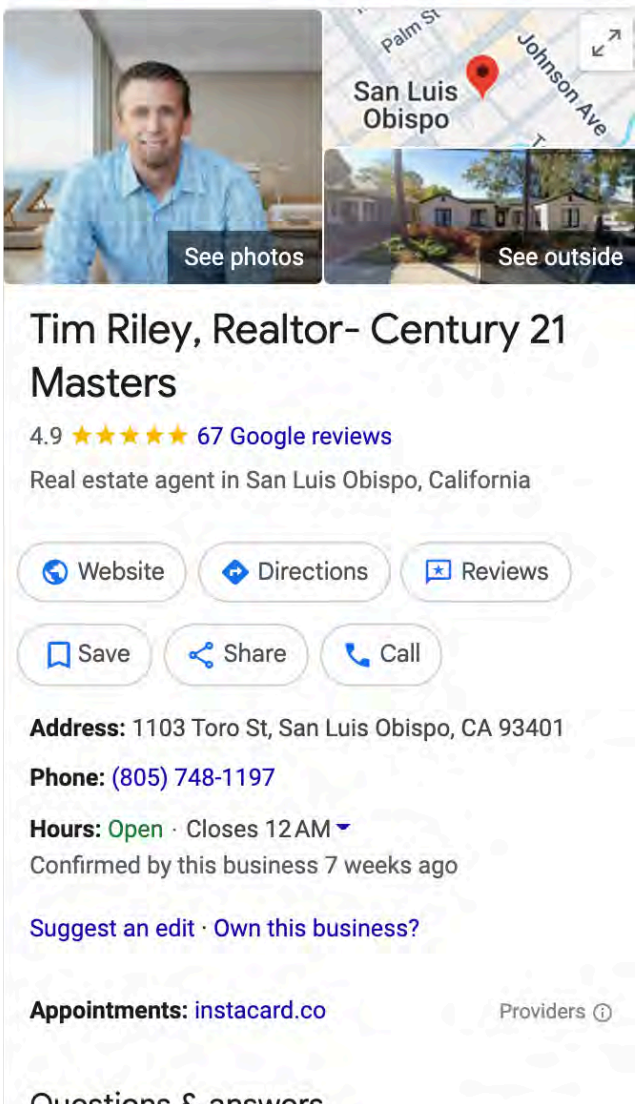 Palm St
Johnson Ave
San Luis
Obispo
See photos
See outside
Tim Riley, Realtor- Century 21
Masters
4.9 67 Google reviews
Real estate agent in San Luis Obispo, California
Website Directions Reviews
Save Share Call
Address: 1103 Toro St, San Luis Obispo, CA 93401
Phone: (805) 748-1197
Hours: Open · Closes 12 AM
Confirmed by this business 7 weeks ago
Suggest an edit · Own this business?
Appointments: instacard.co Providers
Questions & answers